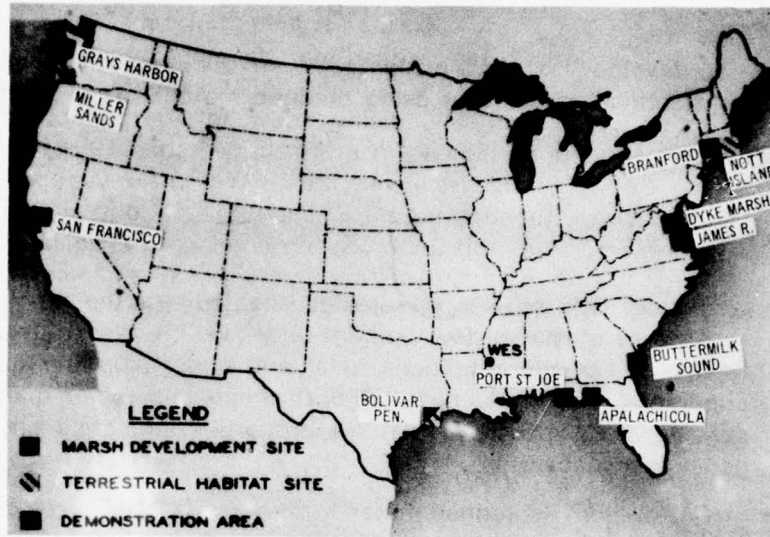 GRAYS HARBOR
MILLER
SANDS
SAN FRANCISCO
BRANFORD
NOTT
ISLAND
DYKE MARSH
JAMES R.
WES
PORT ST JOE
BUTTERMILK
SOUND
BOLIVAR
PEN.
APALACHICOLA
LEGEND
MARSH DEVELOPMENT SITE
TERRESTRIAL HABITAT SITE
DEMONSTRATION AREA